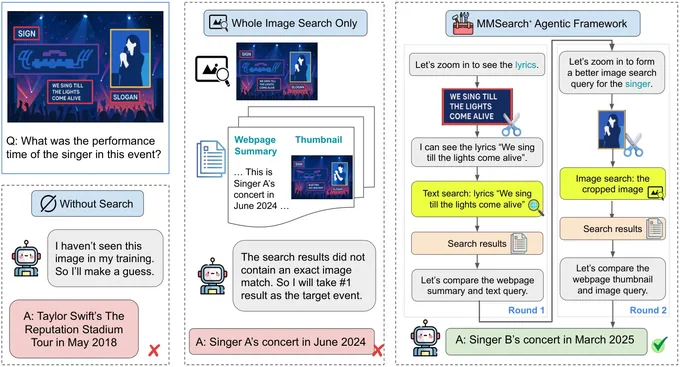 SIGN
WE SING TILL
THE LIGHTS
COME ALIVE
SLOGAN
Q: What was the performance
time of the singer in this event?
Without Search
I haven't seen this
image in my training.
So I'll make a guess.
A: Taylor Swift's The
Reputation Stadium
Tour in May 2018
Whole Image Search Only
Webpage
Summary
Thumbnail
... This is
Singer A's
concert in
June 2024 ...
The search results did not
contain an exact image
match. So I will take #1
result as the target event.
A: Singer A's concert in June 2024
MMSearch⁺ Agentic Framework
Let's zoom in to see the lyrics.
WE SING TILL
THE LIGHTS
COME ALIVE
I can see the lyrics "We sing
till the lights come alive".
Text search: lyrics "We sing
till the lights come alive"
Search results
Let's compare the webpage
summary and text query.
Round 1
Let's zoom in to form
a better image search
query for the singer.
Image search: the
cropped image
Search results
Let's compare the
webpage thumbnail
and image query.
Round 2
A: Singer B's concert in March 2025